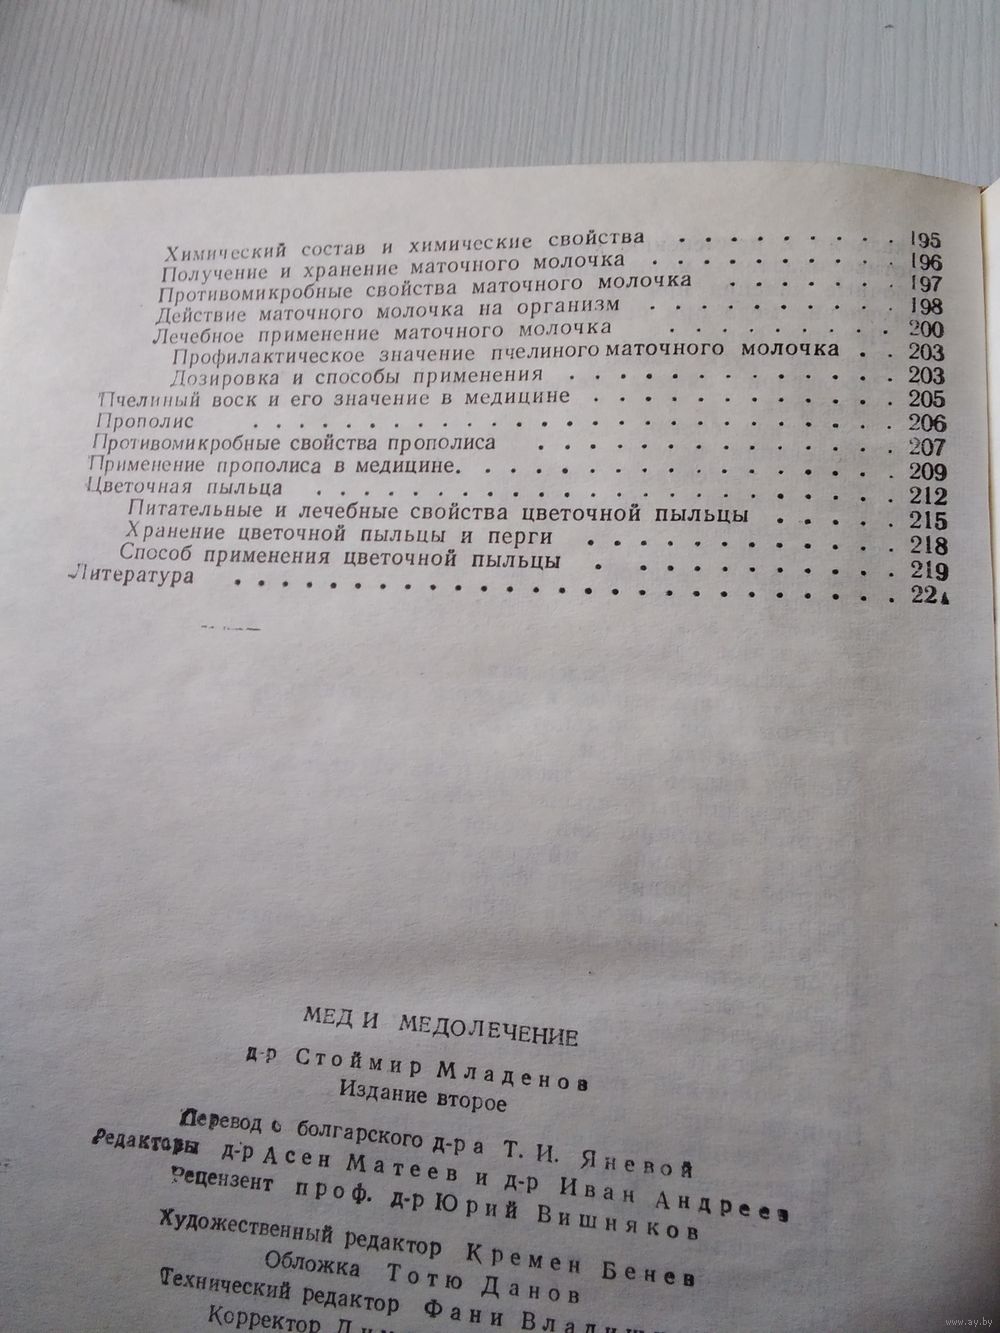 Химический состав и химические свойства . . . . . . . . . 195
Получение и хранение маточного молочка . . . . . . . . . . 196
Противомикробные свойства маточного молочка . . . . . . . 197
Действие маточного молочка на организм . . . . . . . . . . 198
Лечебное применение маточного молочка . . . . . . . . . 200
Профилактическое значение пчелиного маточного молочка . . 203
Дозировка и способы применения . . . . . . . . . . . . . 203
Пчелиный воск и его значение в медицине . . . . . . . . . . . . 205
Прополис . . . . . . . . . . . . . . . . . . . . . . . . 206
Противомикробные свойства прополиса . . . . . . . . . . . . . . 207
Применение прополиса в медицине. . . . . . . . . . . . . . . . 209
Цветочная пыльца . . . . . . . . . . . . . . . . . . . . . . 212
Питательные и лечебные свойства цветочной пыльцы . . . . . 215
Хранение цветочной пыльцы и перги . . . . . . . . . . . . 218
Способ применения цветочной пыльцы . . . . . . . . . . . . 219
Литература . . . . . . . . . . . . . . . . . . . . . . . . .
МЕД И МЕДОЛЕЧЕНИЕ
д-р Стоймир Младенов
Издание второе
Перевод с болгарского д-ра Т. И. Яневой
Редакторы д-р Асен Матеев и д-р Иван Андреев
Рецензент проф. д-р Юрий Вишняков
Художественный редактор Кремен Бенев
Обложка Тотю Данов
Технический редактор Фани
Корректор
www.ay.by